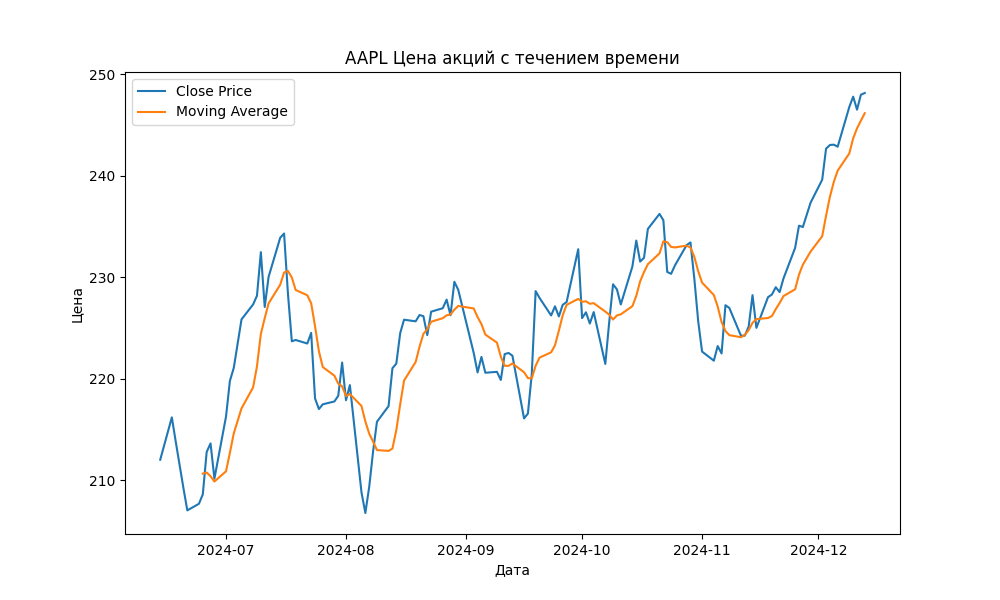 AAPL Цена акций с течением времени
Close Price
Moving Average
250
240
230
220
210
Цена
2024-07 2024-08 2024-09 2024-10 2024-11 2024-12
Дата